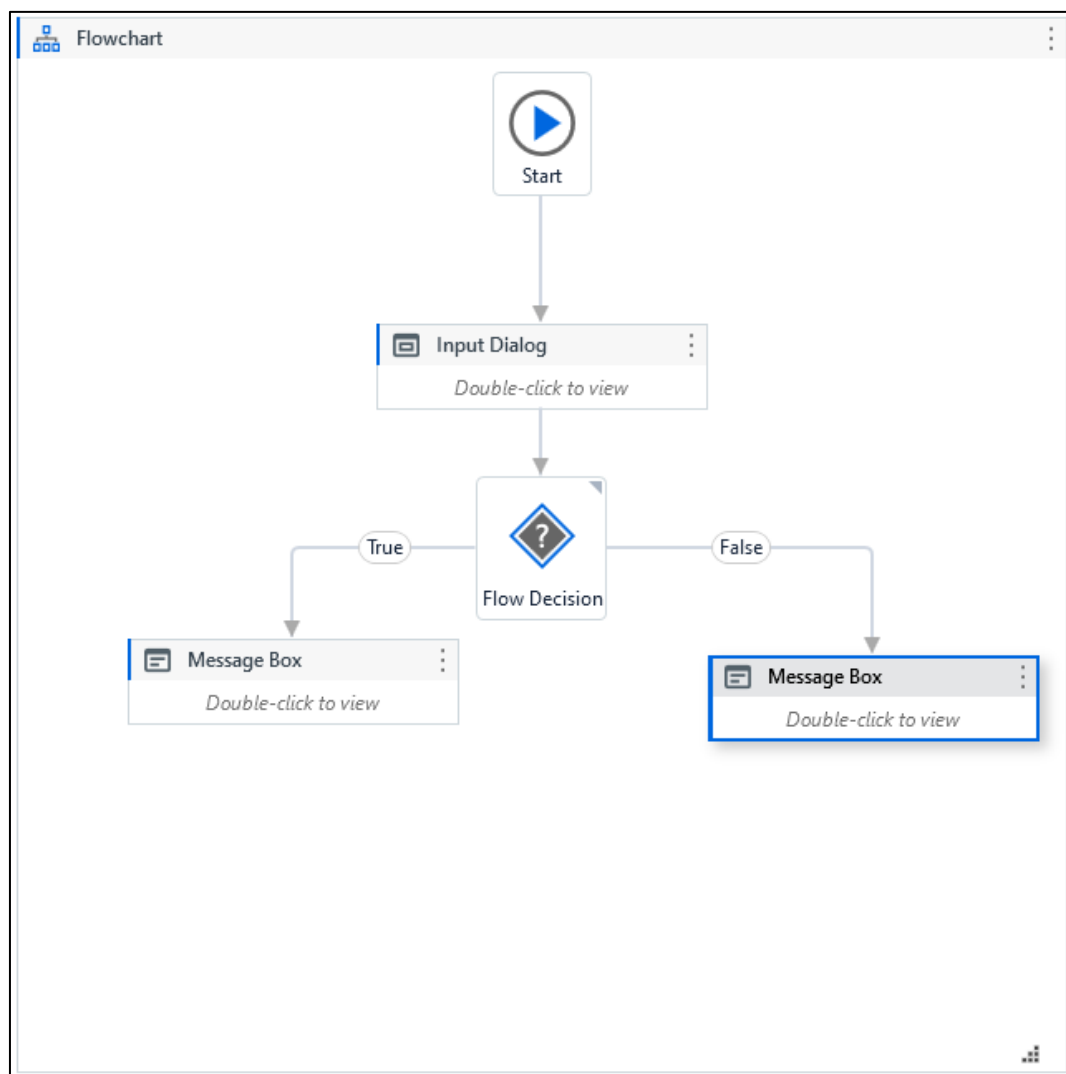 Flowchart
Start
Input Dialog
Double-click to view
True
False
Flow Decision
Message Box
Double-click to view
Message Box
Double-click to view